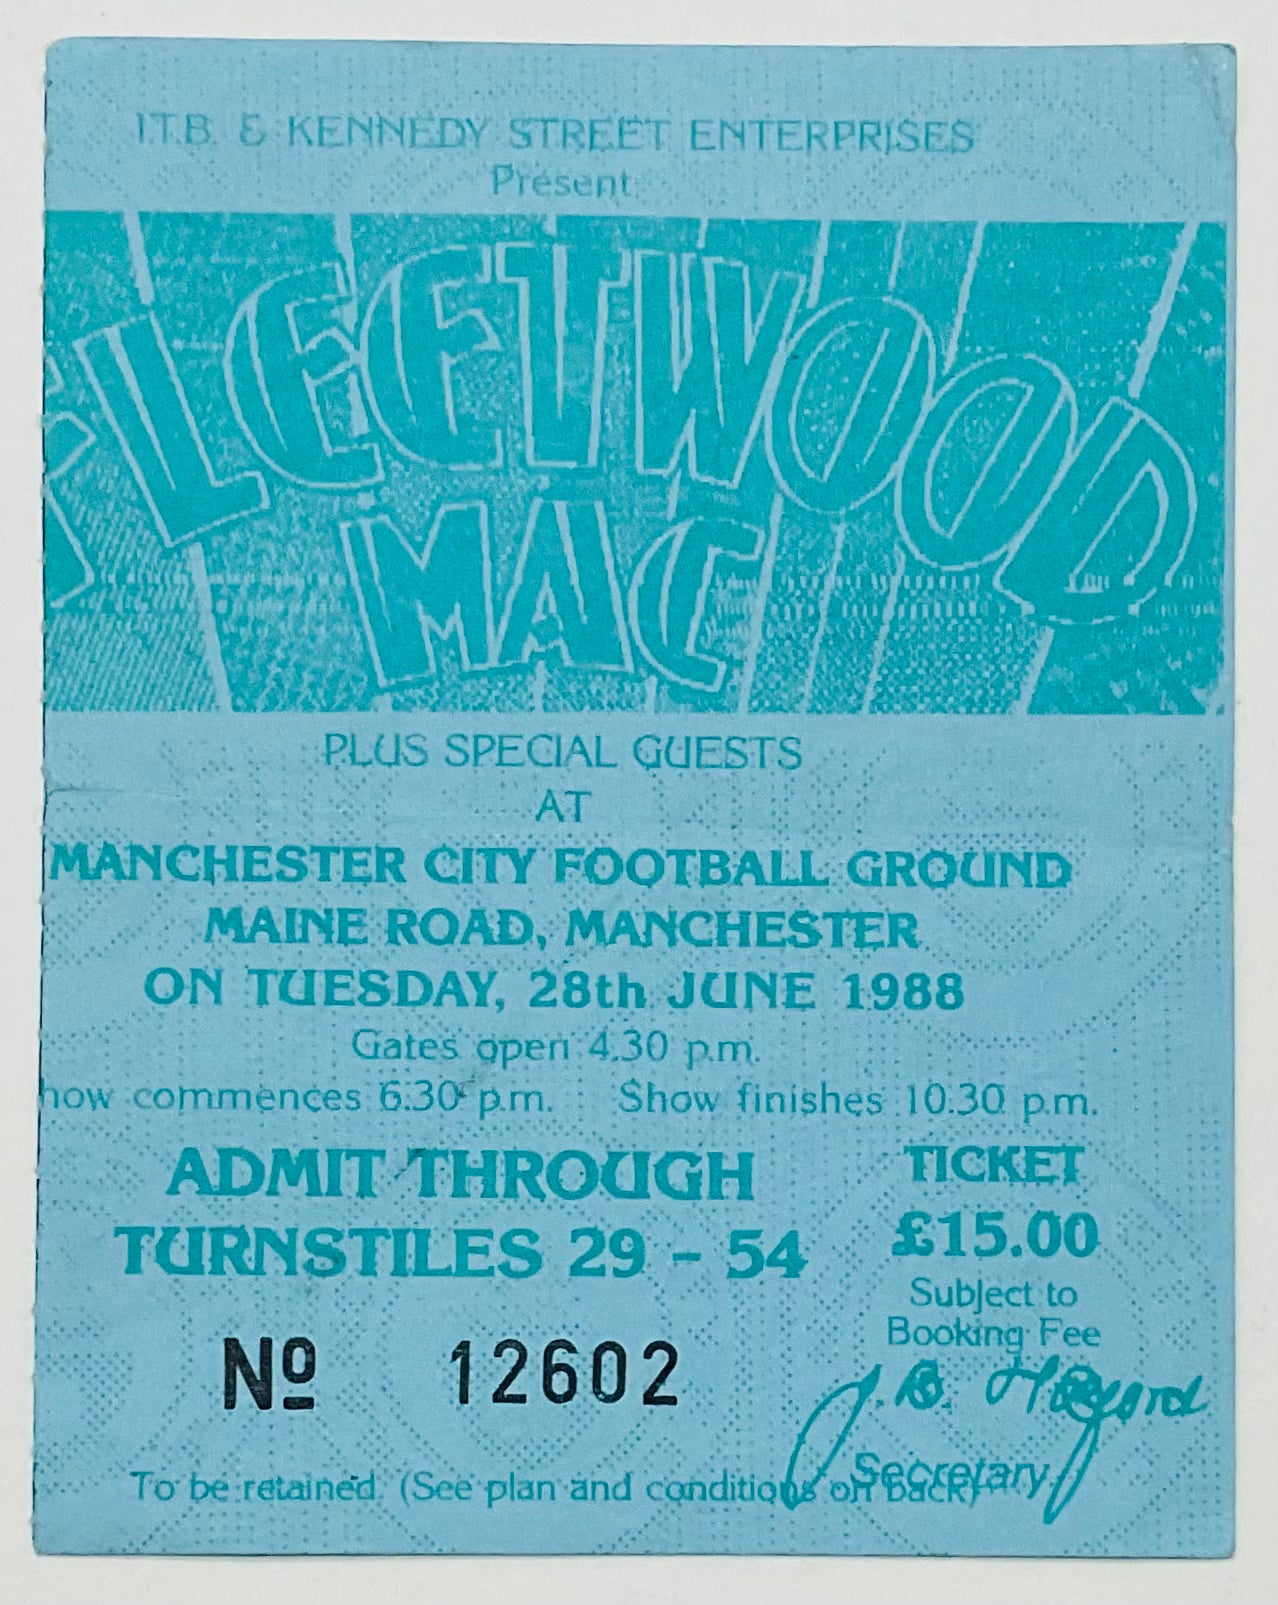 I.T.B. & KENNEDY STREET ENTERPRISES
Present
FLEETWOOD
MAC
PLUS SPECIAL GUESTS
AT
MANCHESTER CITY FOOTBALL GROUND
MAINE ROAD, MANCHESTER
ON TUESDAY, 28th JUNE 1988
Gates open 4.30 p.m.
how commences 6.30 p.m. Show finishes 10.30 p.m.
ADMIT THROUGH
TURNSTILES 29 - 54
TICKET
£15.00
Subject to
Booking Fee
Nº 12602
J. B. Halford
Secretary
To be retained. (See plan and conditions on back)